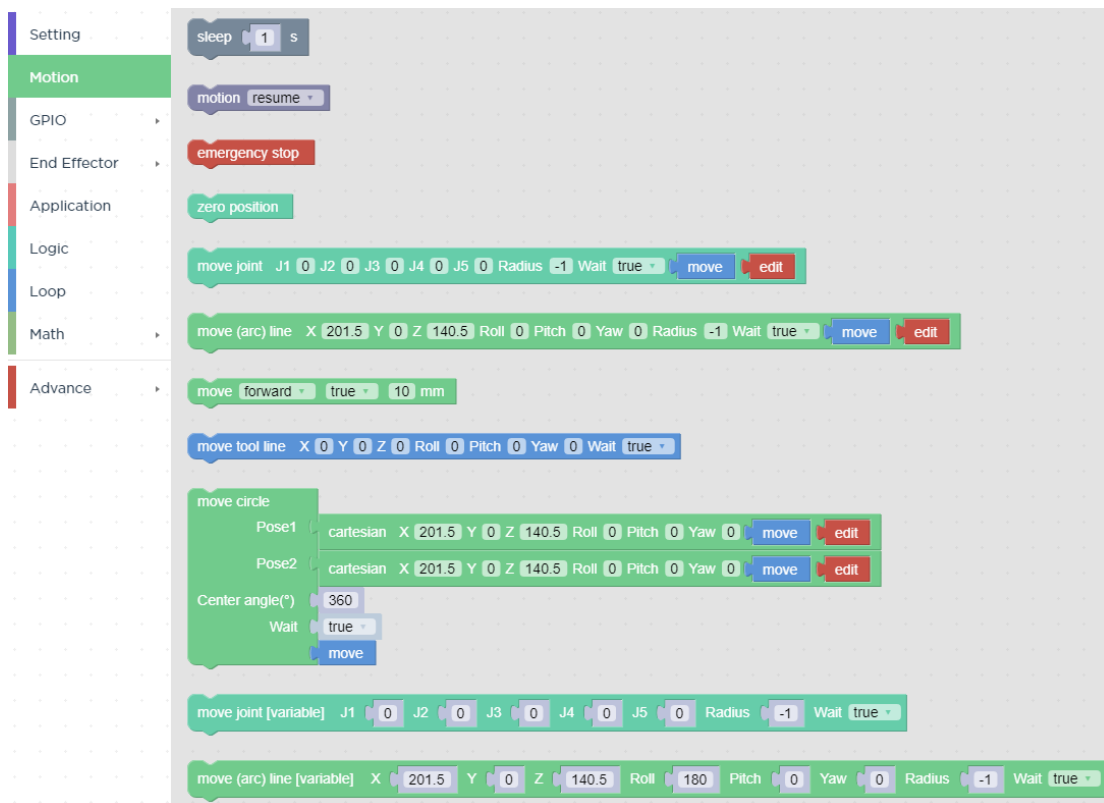 Setting
Motion
GPIO
End Effector
Application
Logic
Loop
Math
Advance
sleep 1 s
motion resume
emergency stop
zero position
move joint J1 0 J2 0 J3 0 J4 0 J5 0 Radius -1 Wait true move edit
move (arc) line X 201.5 Y 0 Z 140.5 Roll 0 Pitch 0 Yaw 0 Radius -1 Wait true move edit
move forward true 10 mm
move tool line X 0 Y 0 Z 0 Roll 0 Pitch 0 Yaw 0 Wait true
move circle
Pose1 cartesian X 201.5 Y 0 Z 140.5 Roll 0 Pitch 0 Yaw 0 move edit
Pose2 cartesian X 201.5 Y 0 Z 140.5 Roll 0 Pitch 0 Yaw 0 move edit
Center angle(°) 360
Wait true
move
move joint [variable] J1 0 J2 0 J3 0 J4 0 J5 0 Radius -1 Wait true
move (arc) line [variable] X 201.5 Y 0 Z 140.5 Roll 180 Pitch 0 Yaw 0 Radius -1 Wait true